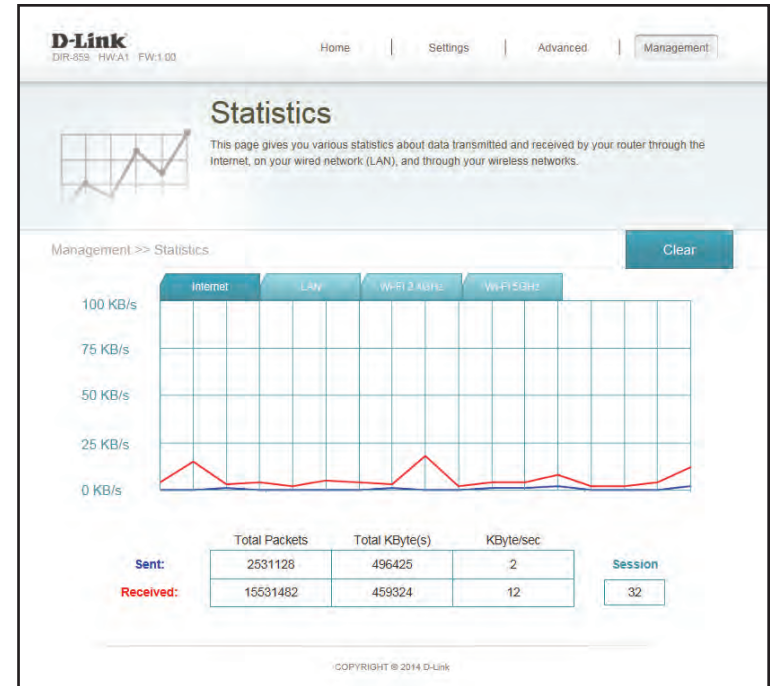 D-Link
DIR-859 HW:A1 FW:1.00
Home | Settings | Advanced | Management
Statistics
This page gives you various statistics about data transmitted and received by your router through the
Internet, on your wired network (LAN), and through your wireless networks.
Management >> Statistics
Clear
Internet LAN Wi-Fi 2.4GHz Wi-Fi 5GHz
100 KB/s
75 KB/s
50 KB/s
25 KB/s
0 KB/s
Total Packets Total KByte(s) KByte/sec
Sent: 2531128 496425 2 Session
Received: 15531482 459324 12 32
COPYRIGHT © 2014 D-Link